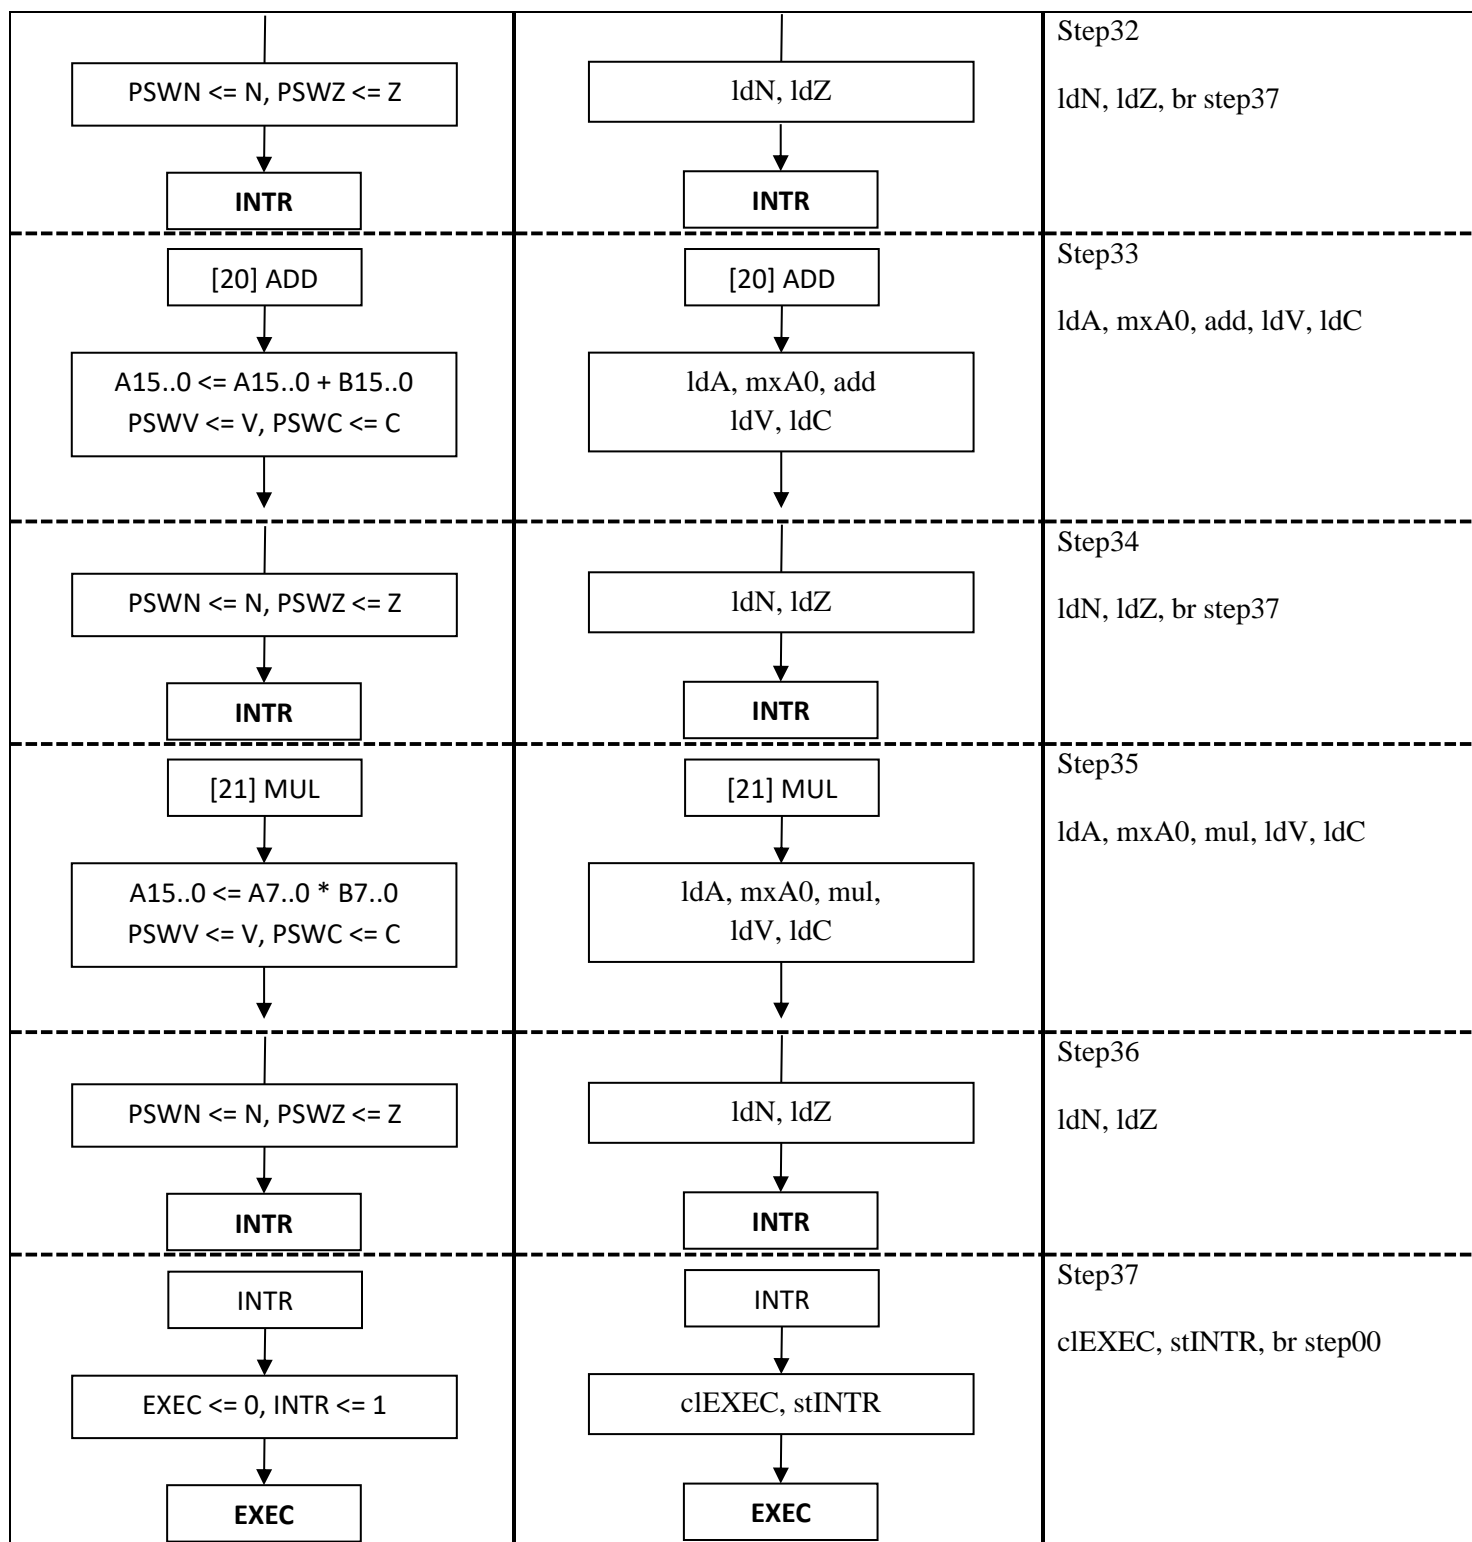 PSWN <= N, PSWZ <= Z
INTR
ldN, ldZ
INTR
Step32
ldN, ldZ, br step37
[20] ADD
A15..0 <= A15..0 + B15..0
PSWV <= V, PSWC <= C
[20] ADD
ldA, mxA0, add
ldV, ldC
Step33
ldA, mxA0, add, ldV, ldC
PSWN <= N, PSWZ <= Z
INTR
ldN, ldZ
INTR
Step34
ldN, ldZ, br step37
[21] MUL
A15..0 <= A7..0 * B7..0
PSWV <= V, PSWC <= C
[21] MUL
ldA, mxA0, mul,
ldV, ldC
Step35
ldA, mxA0, mul, ldV, ldC
PSWN <= N, PSWZ <= Z
INTR
ldN, ldZ
INTR
Step36
ldN, ldZ
INTR
EXEC <= 0, INTR <= 1
EXEC
INTR
clEXEC, stINTR
EXEC
Step37
clEXEC, stINTR, br step00